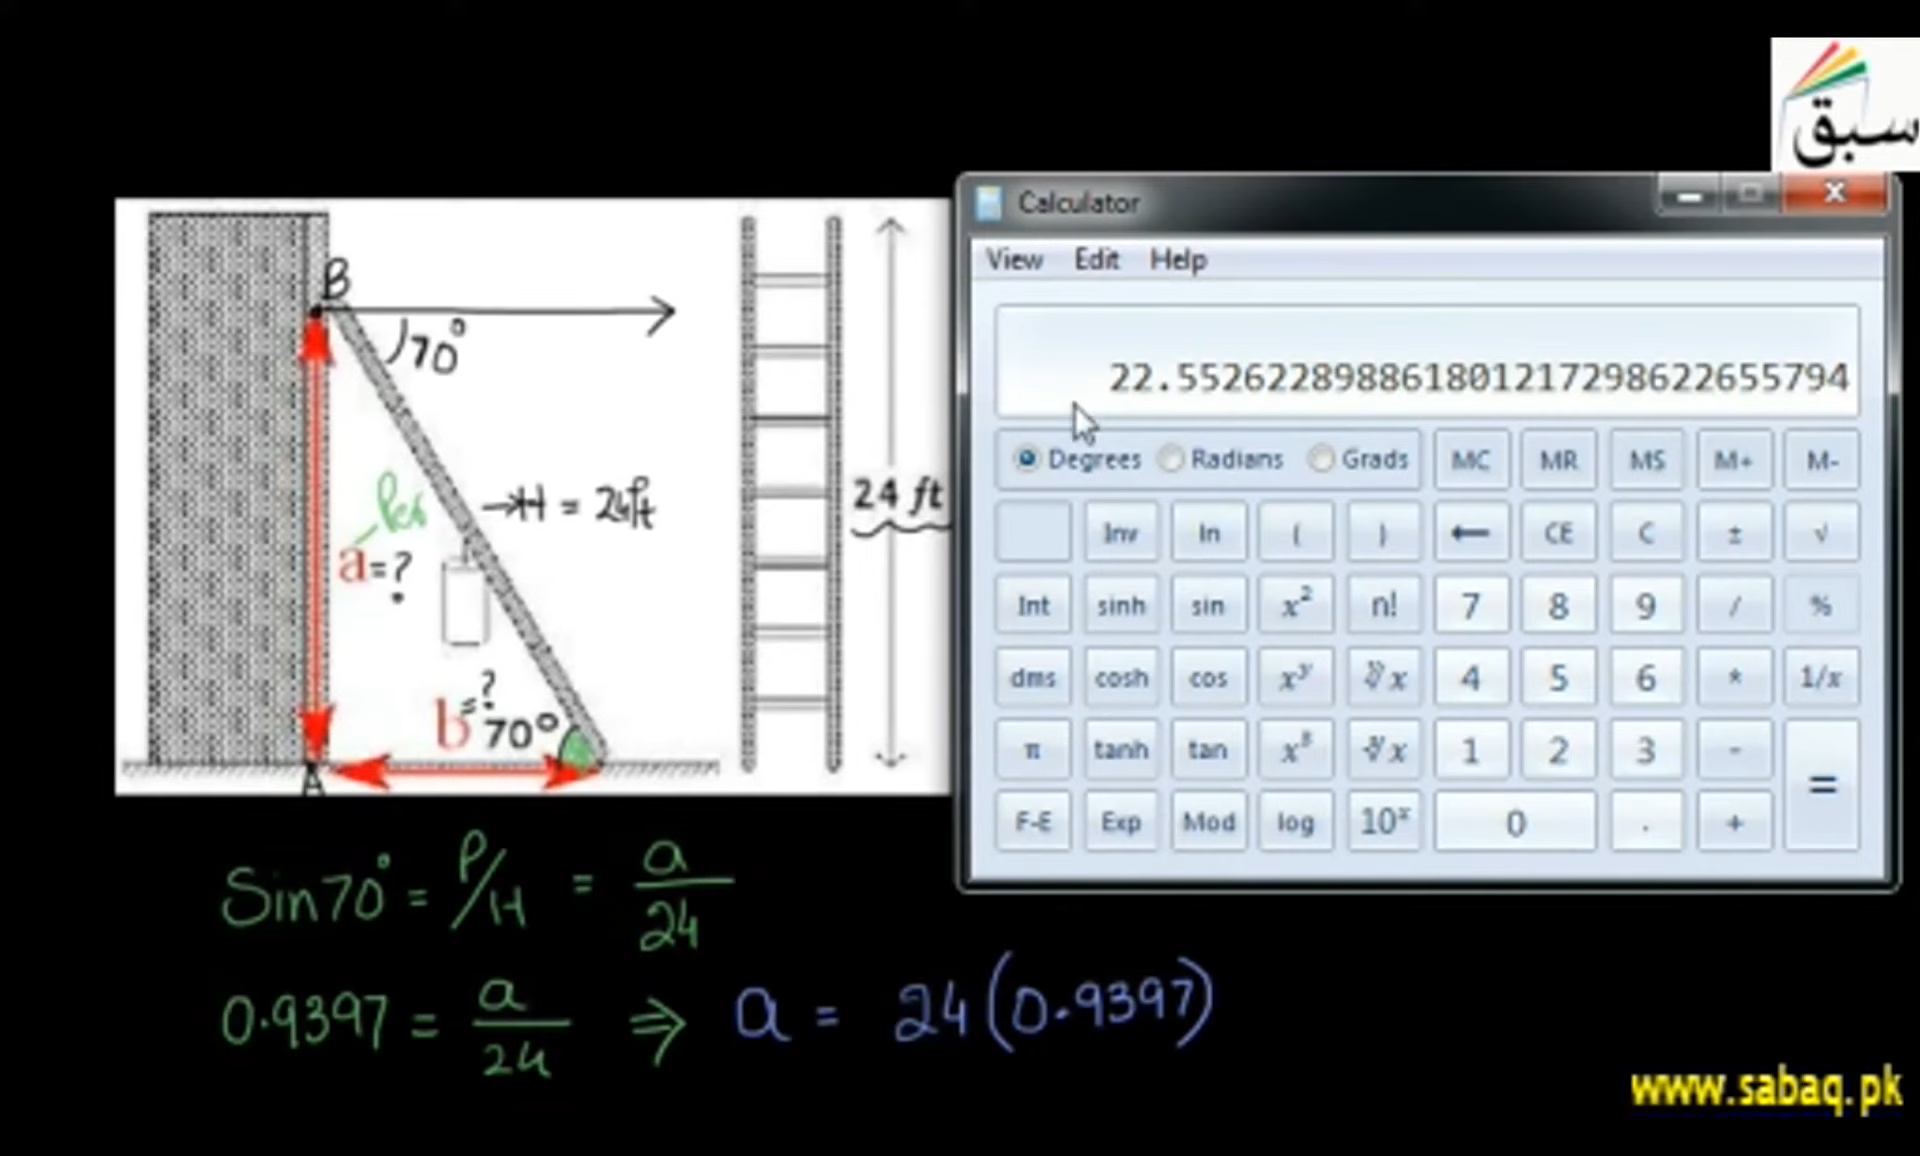 سبق
Calculator
View Edit Help
22.552622898861801217298622655794
Degrees Radians Grads MC MR MS M+ M-
Inv ln ( ) ← CE C ± √
Int sinh sin x² n! 7 8 9 / %
dms cosh cos xʸ ʸ√x 4 5 6 * 1/x
π tanh tan x³ ³√x 1 2 3 - =
F-E Exp Mod log 10ˣ 0 . +
B
70°
H = 24ft
24 ft
a=?
b=?
70°
A
Sin70° = P/H = a/24
0.9397 = a/24 ⇒ a = 24(0.9397)
www.sabaq.pk